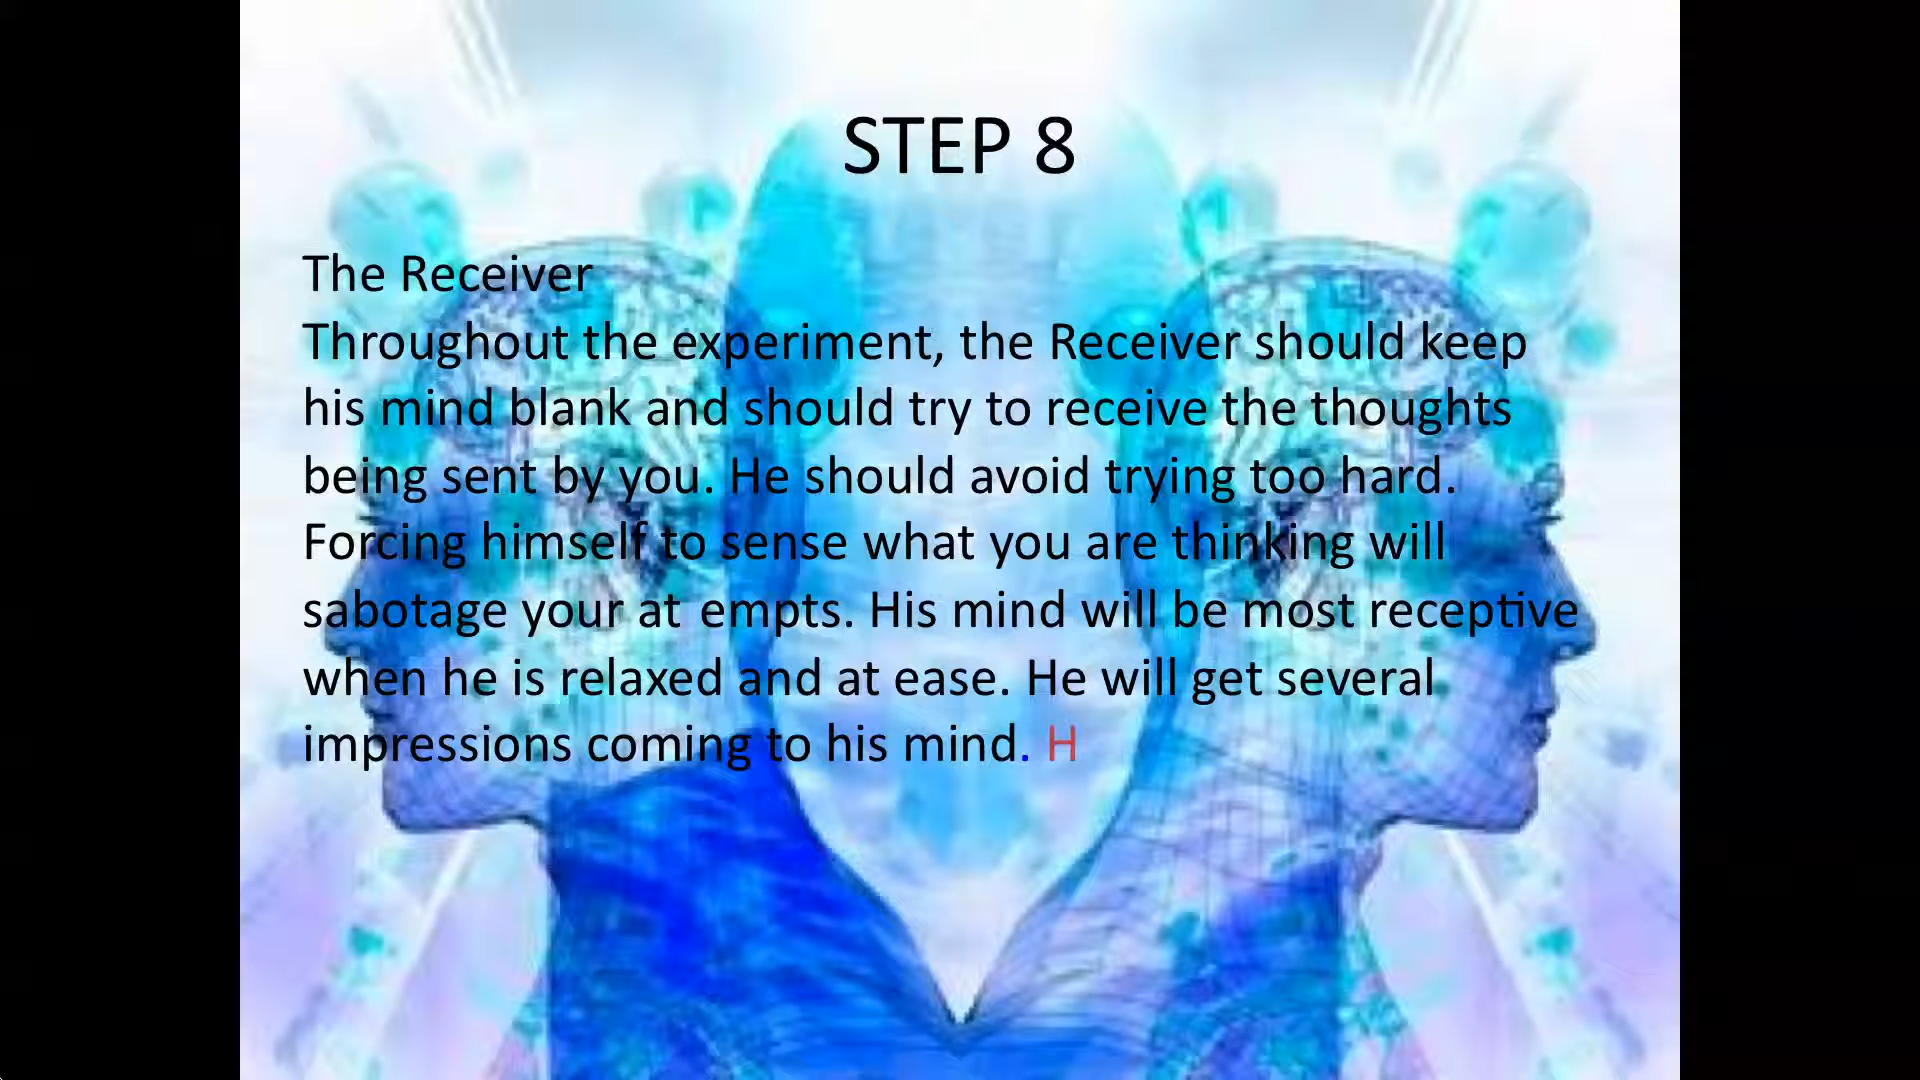 STEP 8
The Receiver
Throughout the experiment, the Receiver should keep
his mind blank and should try to receive the thoughts
being sent by you. He should avoid trying too hard.
Forcing himself to sense what you are thinking will
sabotage your at empts. His mind will be most receptive
when he is relaxed and at ease. He will get several
impressions coming to his mind. H